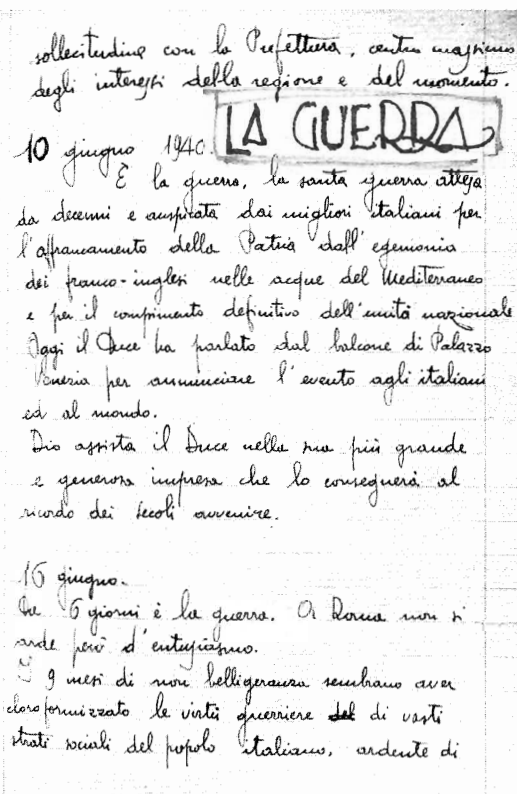 sollecitudine con la Prefettura, centro massimo
degli interessi della regione e del momento.
LA GUERRA
10 giugno 1940.
È la guerra, la santa guerra attesa
da decenni e auspicata dai migliori italiani per
l'affrancamento della Patria dall'egemonia
dei franco-inglesi nelle acque del Mediterraneo
e per il compimento definitivo dell'unità nazionale
Oggi il Duce ha parlato dal balcone di Palazzo
Venezia per annunciare l'evento agli italiani
ed al mondo.
Dio assista il Duce nella sua più grande
e generosa impresa che lo consegnerà al
ricordo dei secoli avvenire.
16 giugno.
Da 6 giorni è la guerra. A Roma non si
arde però d'entusiasmo.
I 9 mesi di non belligeranza sembrano aver
cloroformizzato le virtù guerriere di vasti
strati sociali del popolo italiano, ardente di